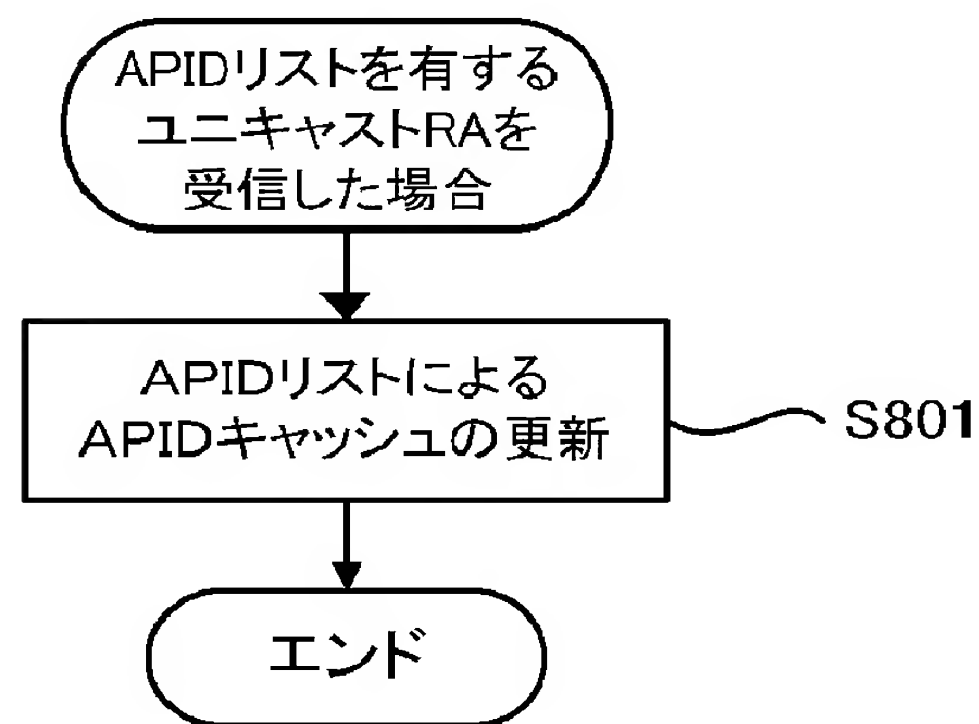 APIDリストを有する
ユニキャストRAを
受信した場合
APIDリストによる
APIDキャッシュの更新
S801
エンド